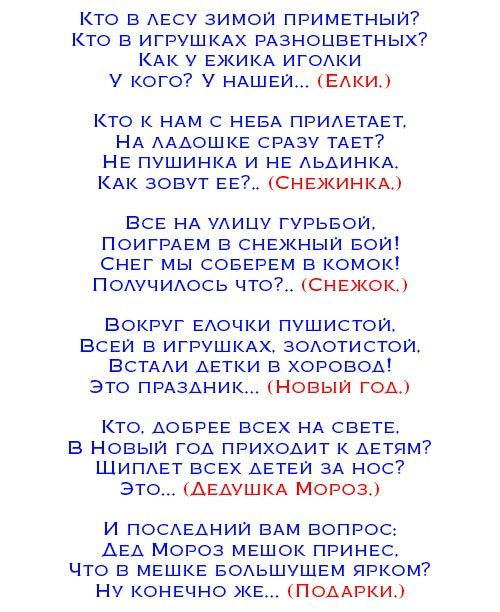 Кто в лесу зимой приметный?
Кто в игрушках разноцветных?
Как у ежика иголки
У кого? У нашей... (Елки.)
Кто к нам с неба прилетает,
На ладошке сразу тает?
Не пушинка и не льдинка.
Как зовут ее?.. (Снежинка.)
Все на улицу гурьбой,
Поиграем в снежный бой!
Снег мы соберем в комок!
Получилось что?.. (Снежок.)
Вокруг елочки пушистой,
Всей в игрушках, золотистой,
Встали детки в хоровод!
Это праздник... (Новый год.)
Кто, добрее всех на свете,
В Новый год приходит к детям?
Щиплет всех детей за нос?
Это... (Дедушка Мороз.)
И последний вам вопрос:
Дед Мороз мешок принес,
Что в мешке большущем ярком?
Ну конечно же... (Подарки.)